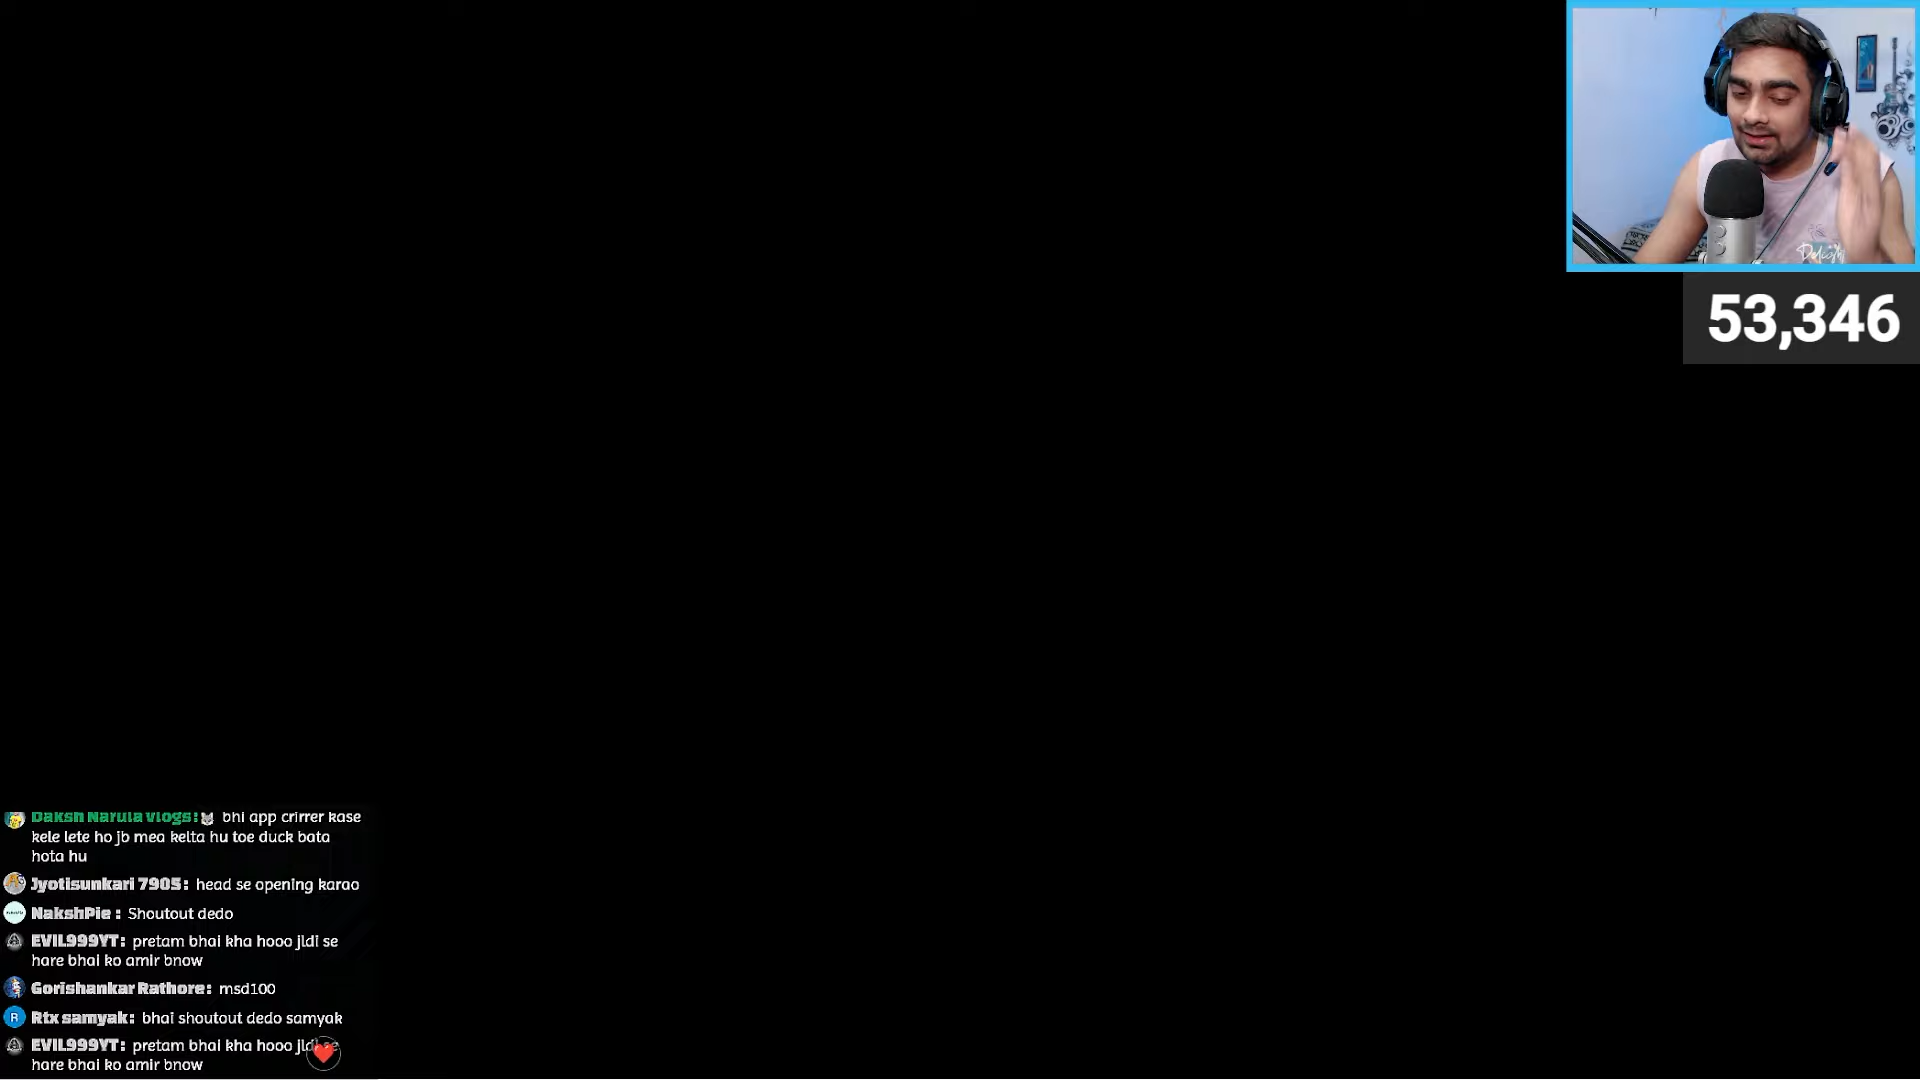 53,346
Daksh Narula Vlogs: bhi app crirrer kase
kele lete ho jb mea kelta hu toe duck bata
hota hu
Jyotisunkari 7905: head se opening karao
NakshPie : Shoutout dedo
EVIL999YT: pretam bhai kha hooo jldi se
hare bhai ko amir bnow
Gorishankar Rathore: msd100
R Rtx samyak: bhai shoutout dedo samyak
EVIL999YT: pretam bhai kha hooo jldi se
hare bhai ko amir bnow